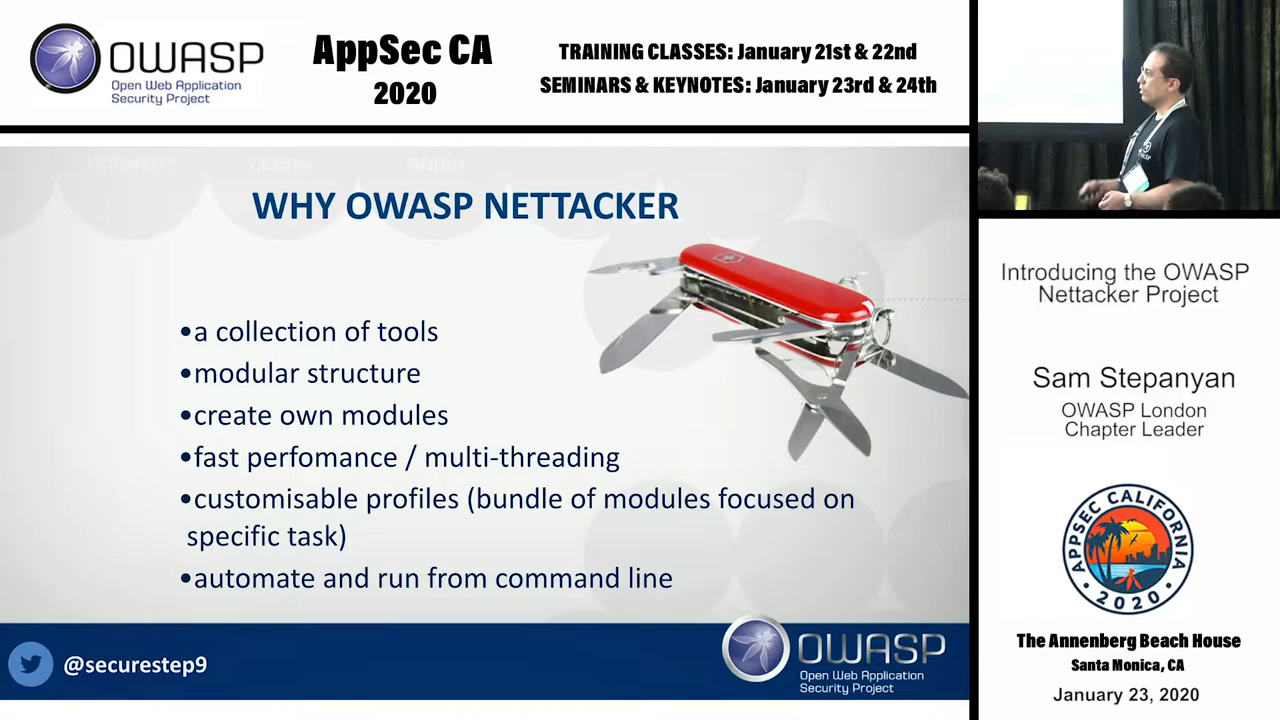 OWASP
Open Web Application
Security Project
AppSec CA
2020
TRAINING CLASSES: January 21st & 22nd
SEMINARS & KEYNOTES: January 23rd & 24th
WHY OWASP NETTACKER
•a collection of tools
•modular structure
•create own modules
•fast perfomance / multi-threading
•customisable profiles (bundle of modules focused on
specific task)
•automate and run from command line
@securestep9
OWASP
Open Web Application
Security Project
Introducing the OWASP
Nettacker Project
Sam Stepanyan
OWASP London
Chapter Leader
APPSEC CALIFORNIA
• 2020 •
The Annenberg Beach House
Santa Monica, CA
January 23, 2020